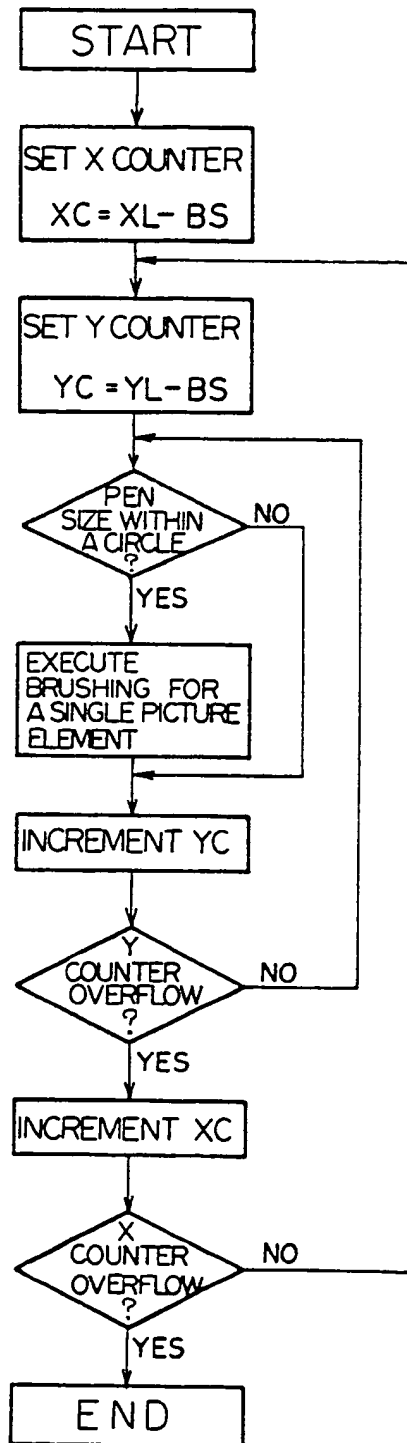 START
SET X COUNTER
XC = XL - BS
SET Y COUNTER
YC = YL - BS
PEN
SIZE WITHIN
A CIRCLE
?
NO
YES
EXECUTE
BRUSHING FOR
A SINGLE PICTURE
ELEMENT
INCREMENT YC
Y
COUNTER
OVERFLOW
?
NO
YES
INCREMENT XC
X
COUNTER
OVERFLOW
?
NO
YES
END